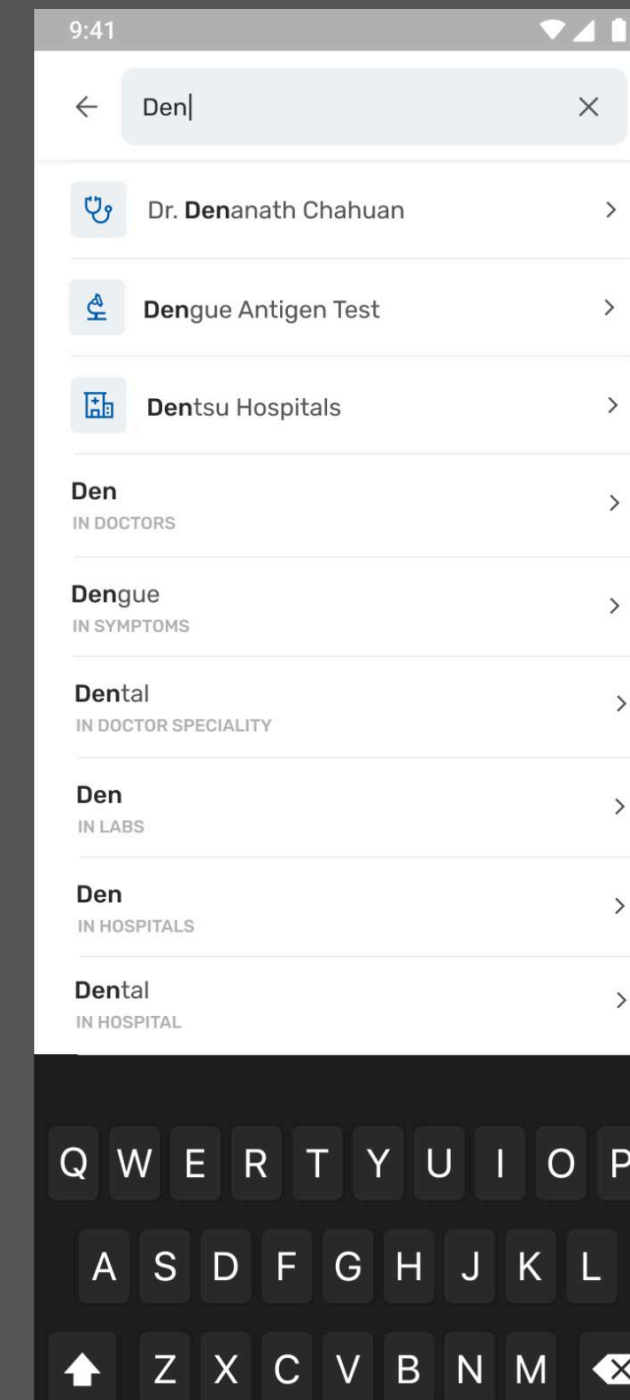 9:41
Den
Dr. Denanath Chahuan
Dengue Antigen Test
Dentsu Hospitals
Den
IN DOCTORS
Dengue
IN SYMPTOMS
Dental
IN DOCTOR SPECIALITY
Den
IN LABS
Den
IN HOSPITALS
Dental
IN HOSPITAL
Q W E R T Y U I O P
A S D F G H J K L
Z X C V B N M